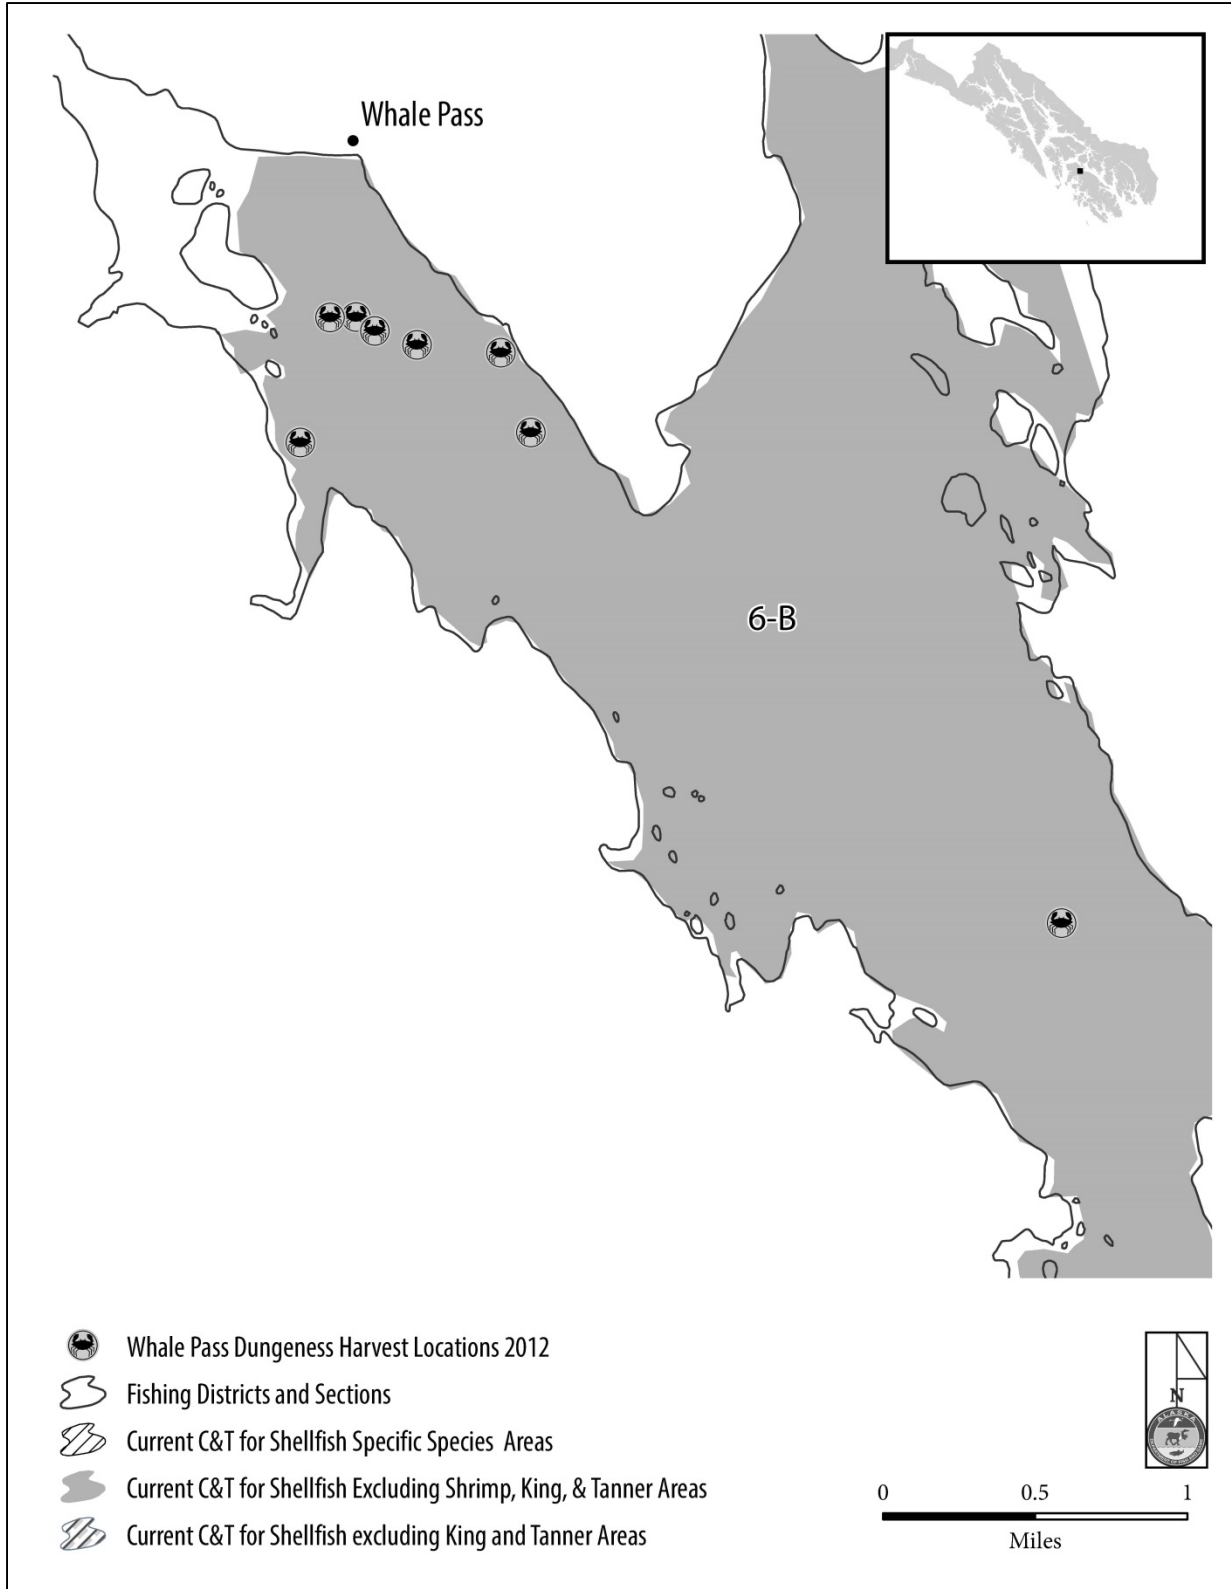 Whale Pass
6-B
Whale Pass Dungeness Harvest Locations 2012
Fishing Districts and Sections
Current C&T for Shellfish Specific Species Areas
Current C&T for Shellfish Excluding Shrimp, King, & Tanner Areas
Current C&T for Shellfish excluding King and Tanner Areas
N
ALASKA
0 0.5 1
Miles